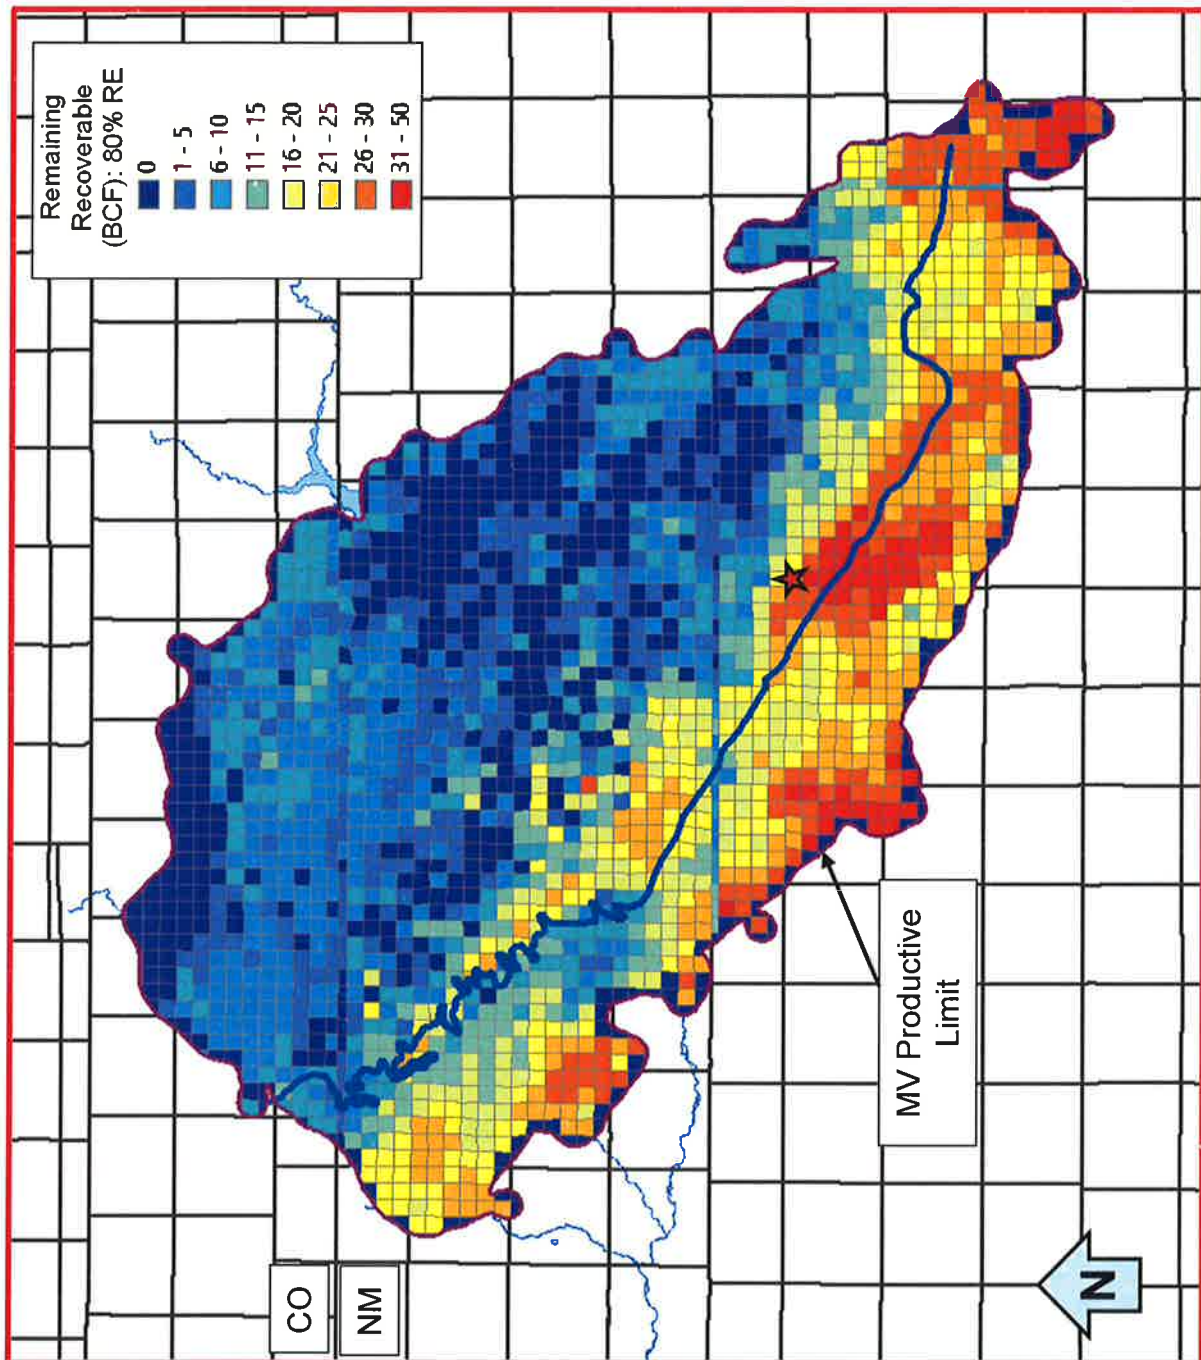 Remaining
Recoverable
(BCF): 80% RE
0
1 - 5
6 - 10
11 - 15
16 - 20
21 - 25
26 - 30
31 - 50
CO
NM
MV Productive
Limit
N